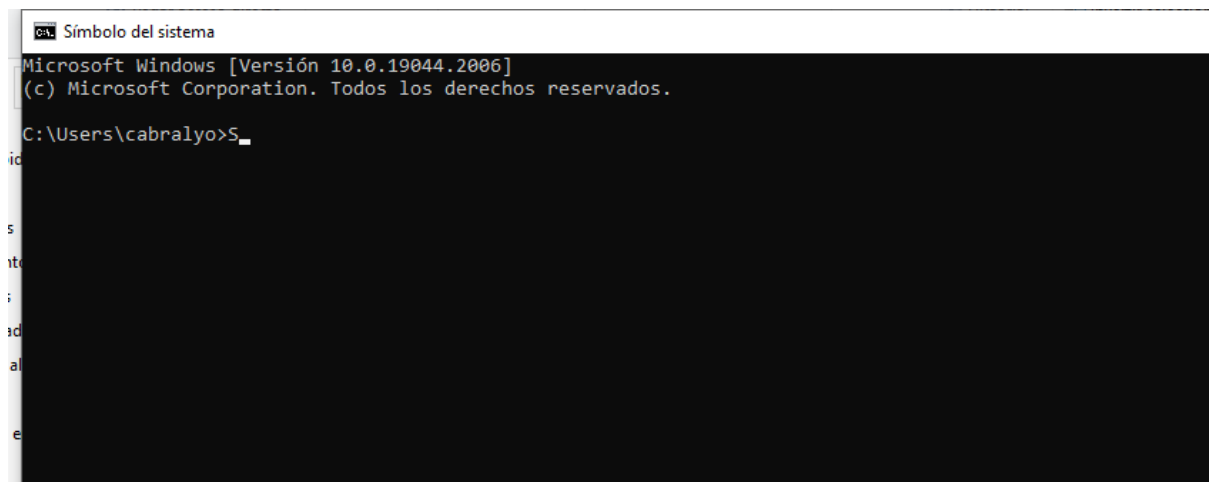 Símbolo del sistema
Microsoft Windows [Versión 10.0.19044.2006]
(c) Microsoft Corporation. Todos los derechos reservados.
C:\Users\cabralyo>S